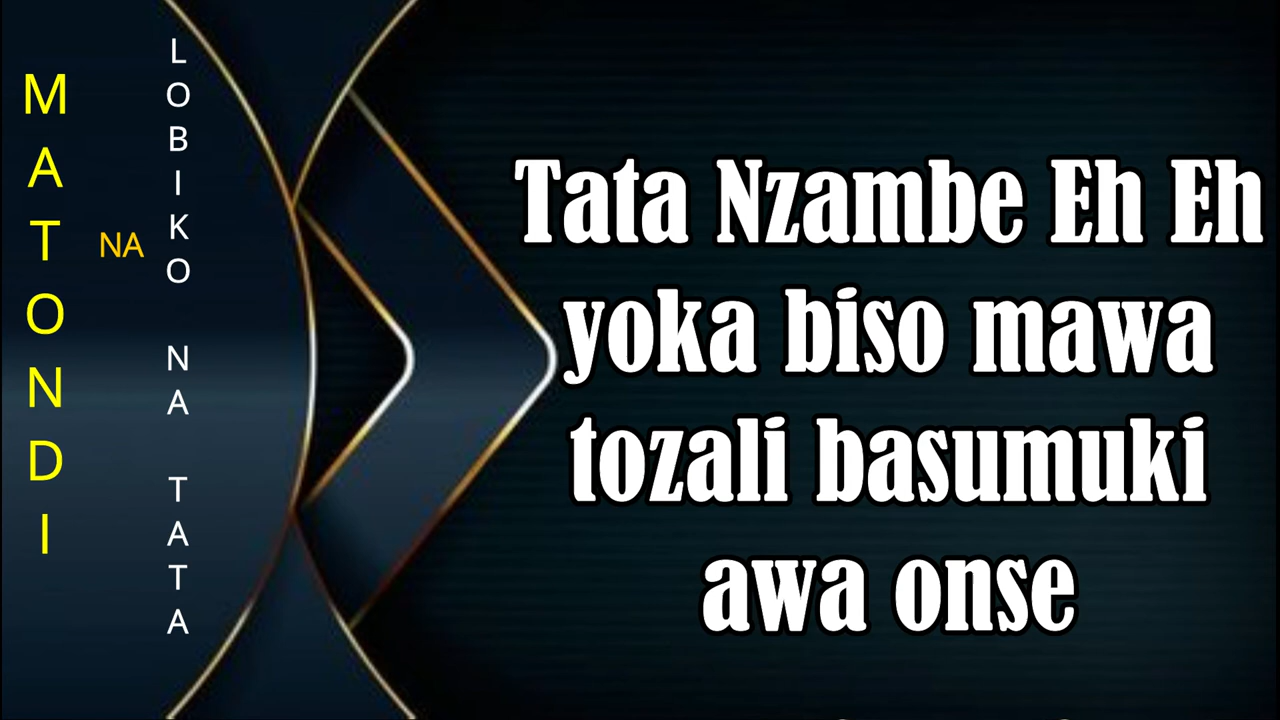 MATONDI
NA
LOBIKO NA TATA
Tata Nzambe Eh Eh
yoka biso mawa
tozali basumuki
awa onse